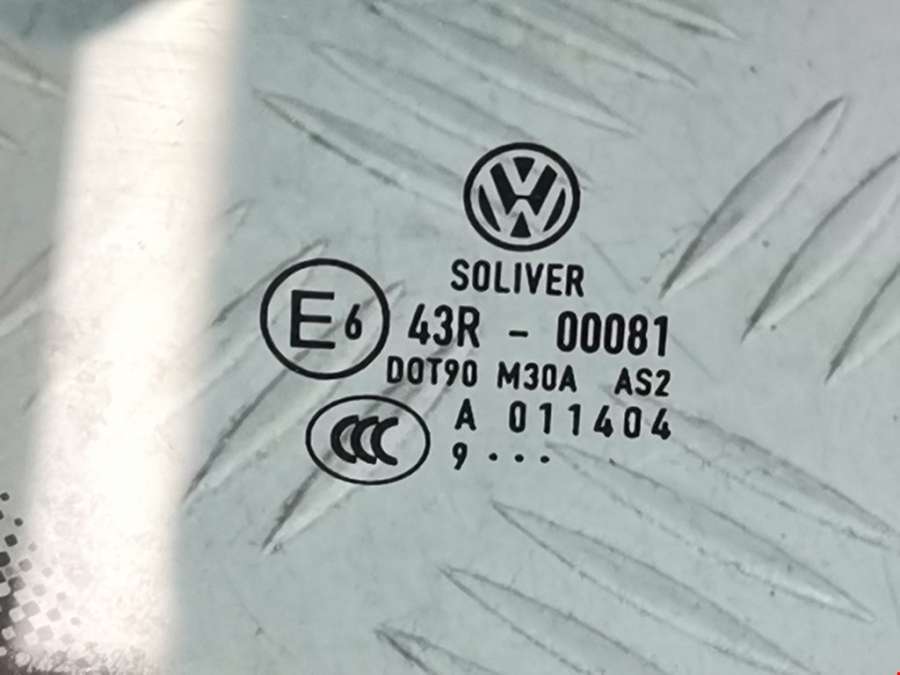 SOLIVER
E6 43R - 00081
DOT90 M30A AS2
CCC A 011404
9 · · ·